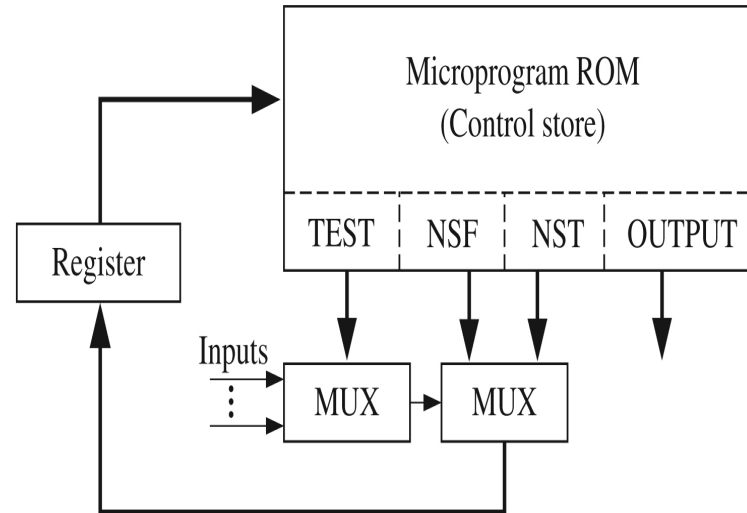 Microprogram ROM
(Control store)
TEST
NSF
NST
OUTPUT
Register
Inputs
MUX
MUX